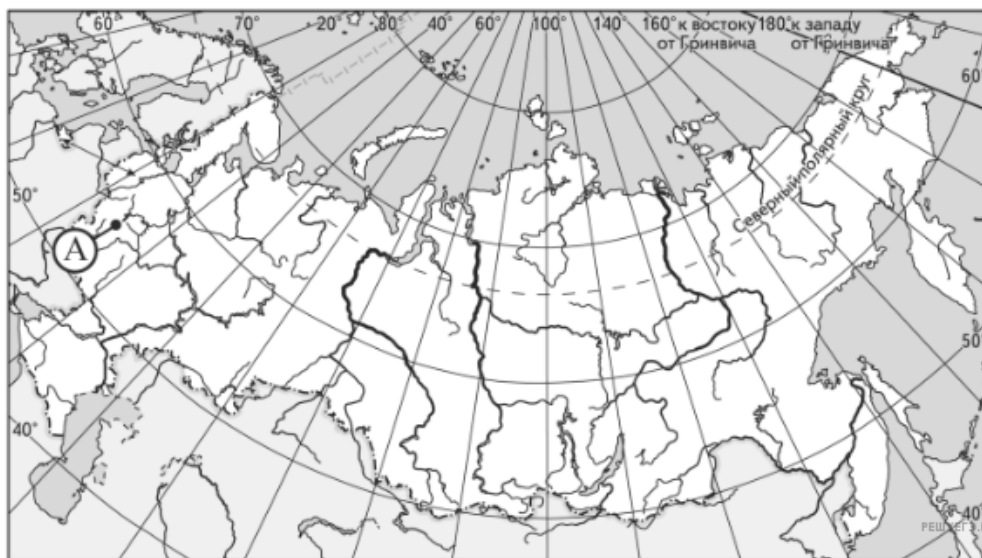 60° 70° 20° 40° 60° 100° 140° 160° к востоку 180° к западу
от Гринвича от Гринвича
60°
Северный полярный круг
50°
А
50°
40°
40